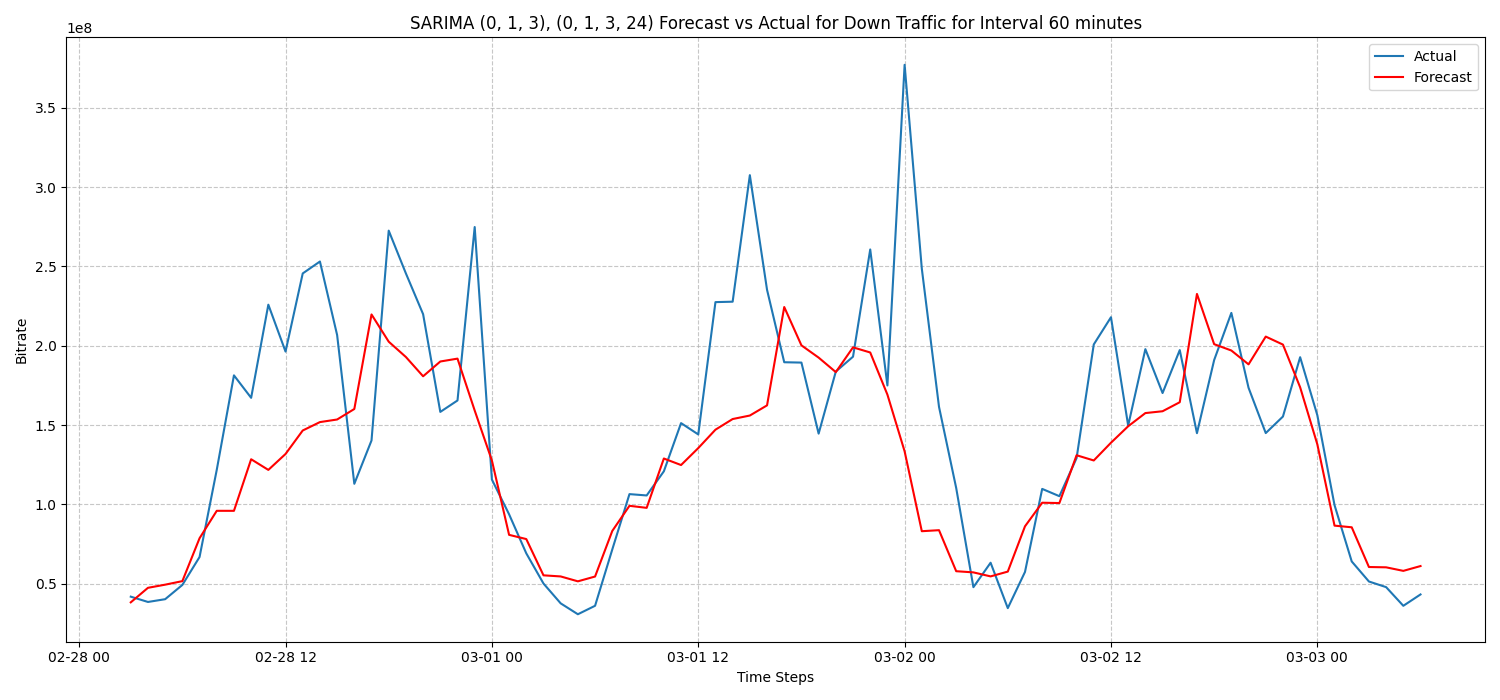 SARIMA (0, 1, 3), (0, 1, 3, 24) Forecast vs Actual for Down Traffic for Interval 60 minutes
1e8
Actual
Forecast
3.5
3.0
2.5
2.0
1.5
1.0
0.5
Bitrate
02-28 00
02-28 12
03-01 00
03-01 12
03-02 00
03-02 12
03-03 00
Time Steps